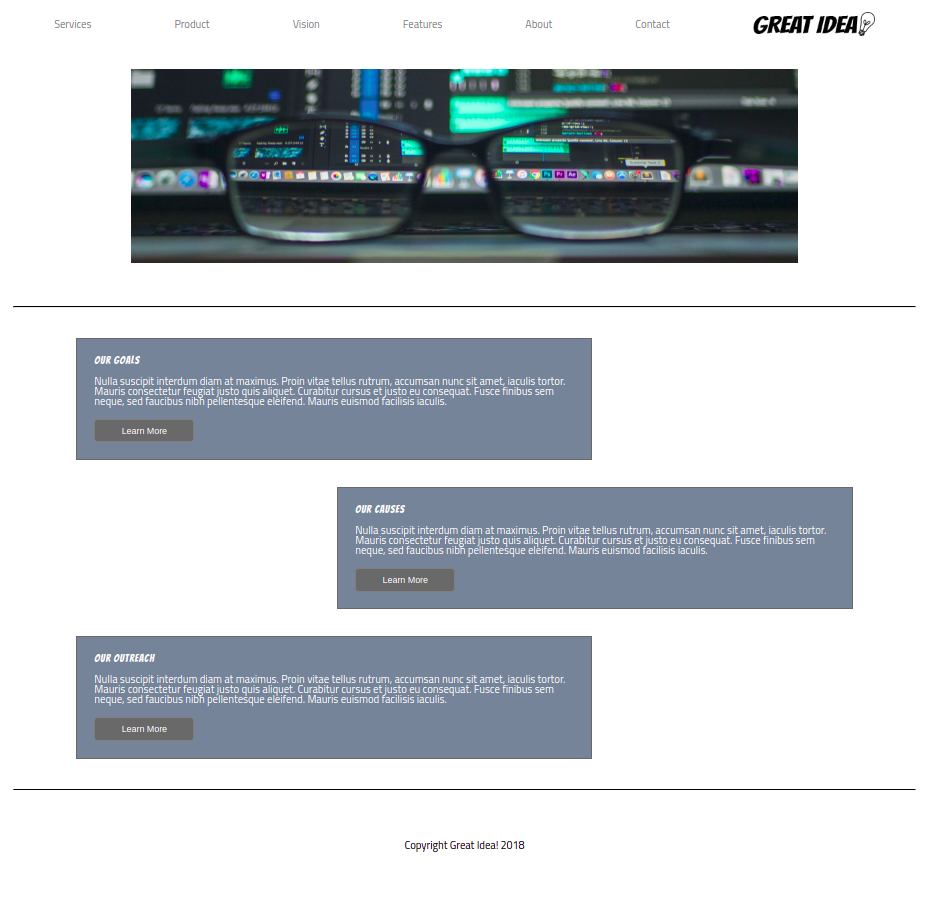 Services
Product
Vision
Features
About
Contact
GREAT IDEA
OUR GOALS
Nulla suscipit interdum diam at maximus. Proin vitae tellus rutrum, accumsan nunc sit amet, iaculis tortor.
Mauris consectetur feugiat justo quis aliquet. Curabitur cursus et justo eu consequat. Fusce finibus sem
neque, sed faucibus nibh pellentesque eleifend. Mauris euismod facilisis iaculis.
Learn More
OUR CAUSES
Nulla suscipit interdum diam at maximus. Proin vitae tellus rutrum, accumsan nunc sit amet, iaculis tortor.
Mauris consectetur feugiat justo quis aliquet. Curabitur cursus et justo eu consequat. Fusce finibus sem
neque, sed faucibus nibh pellentesque eleifend. Mauris euismod facilisis iaculis.
Learn More
OUR OUTREACH
Nulla suscipit interdum diam at maximus. Proin vitae tellus rutrum, accumsan nunc sit amet, iaculis tortor.
Mauris consectetur feugiat justo quis aliquet. Curabitur cursus et justo eu consequat. Fusce finibus sem
neque, sed faucibus nibh pellentesque eleifend. Mauris euismod facilisis iaculis.
Learn More
Copyright Great Idea! 2018